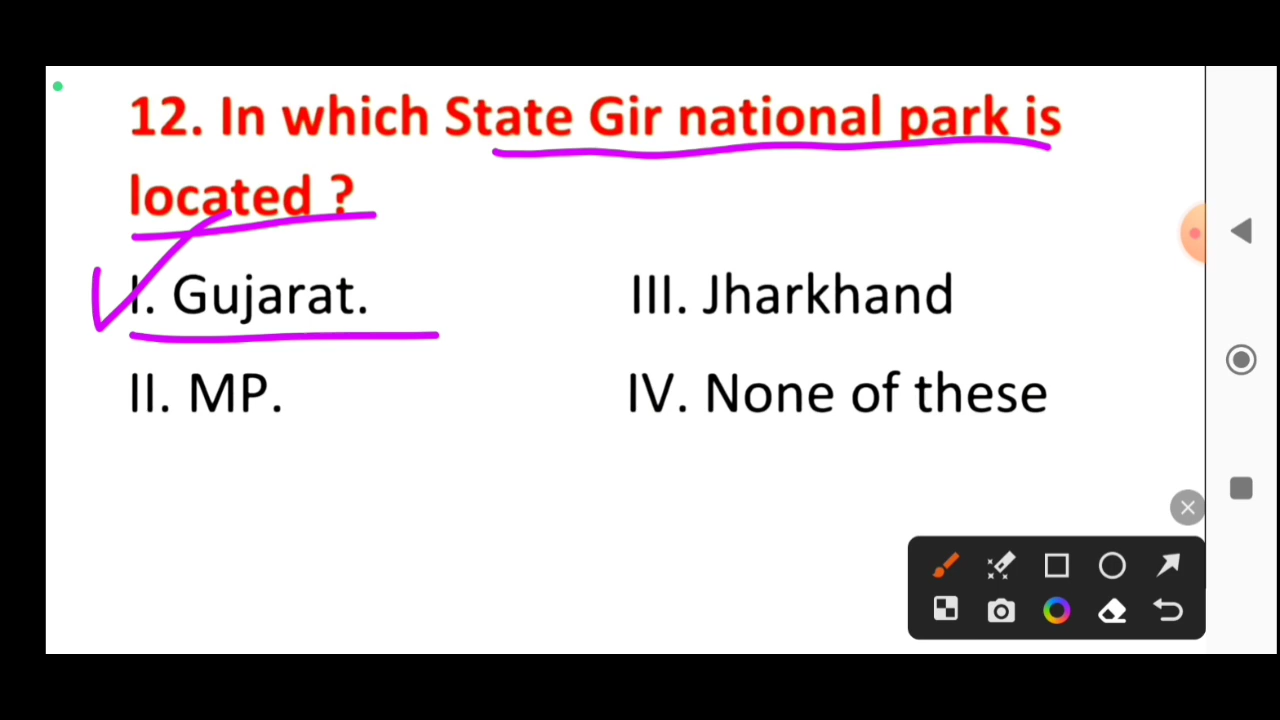 12. In which State Gir national park is
located ?
I. Gujarat.
III. Jharkhand
II. MP.
IV. None of these